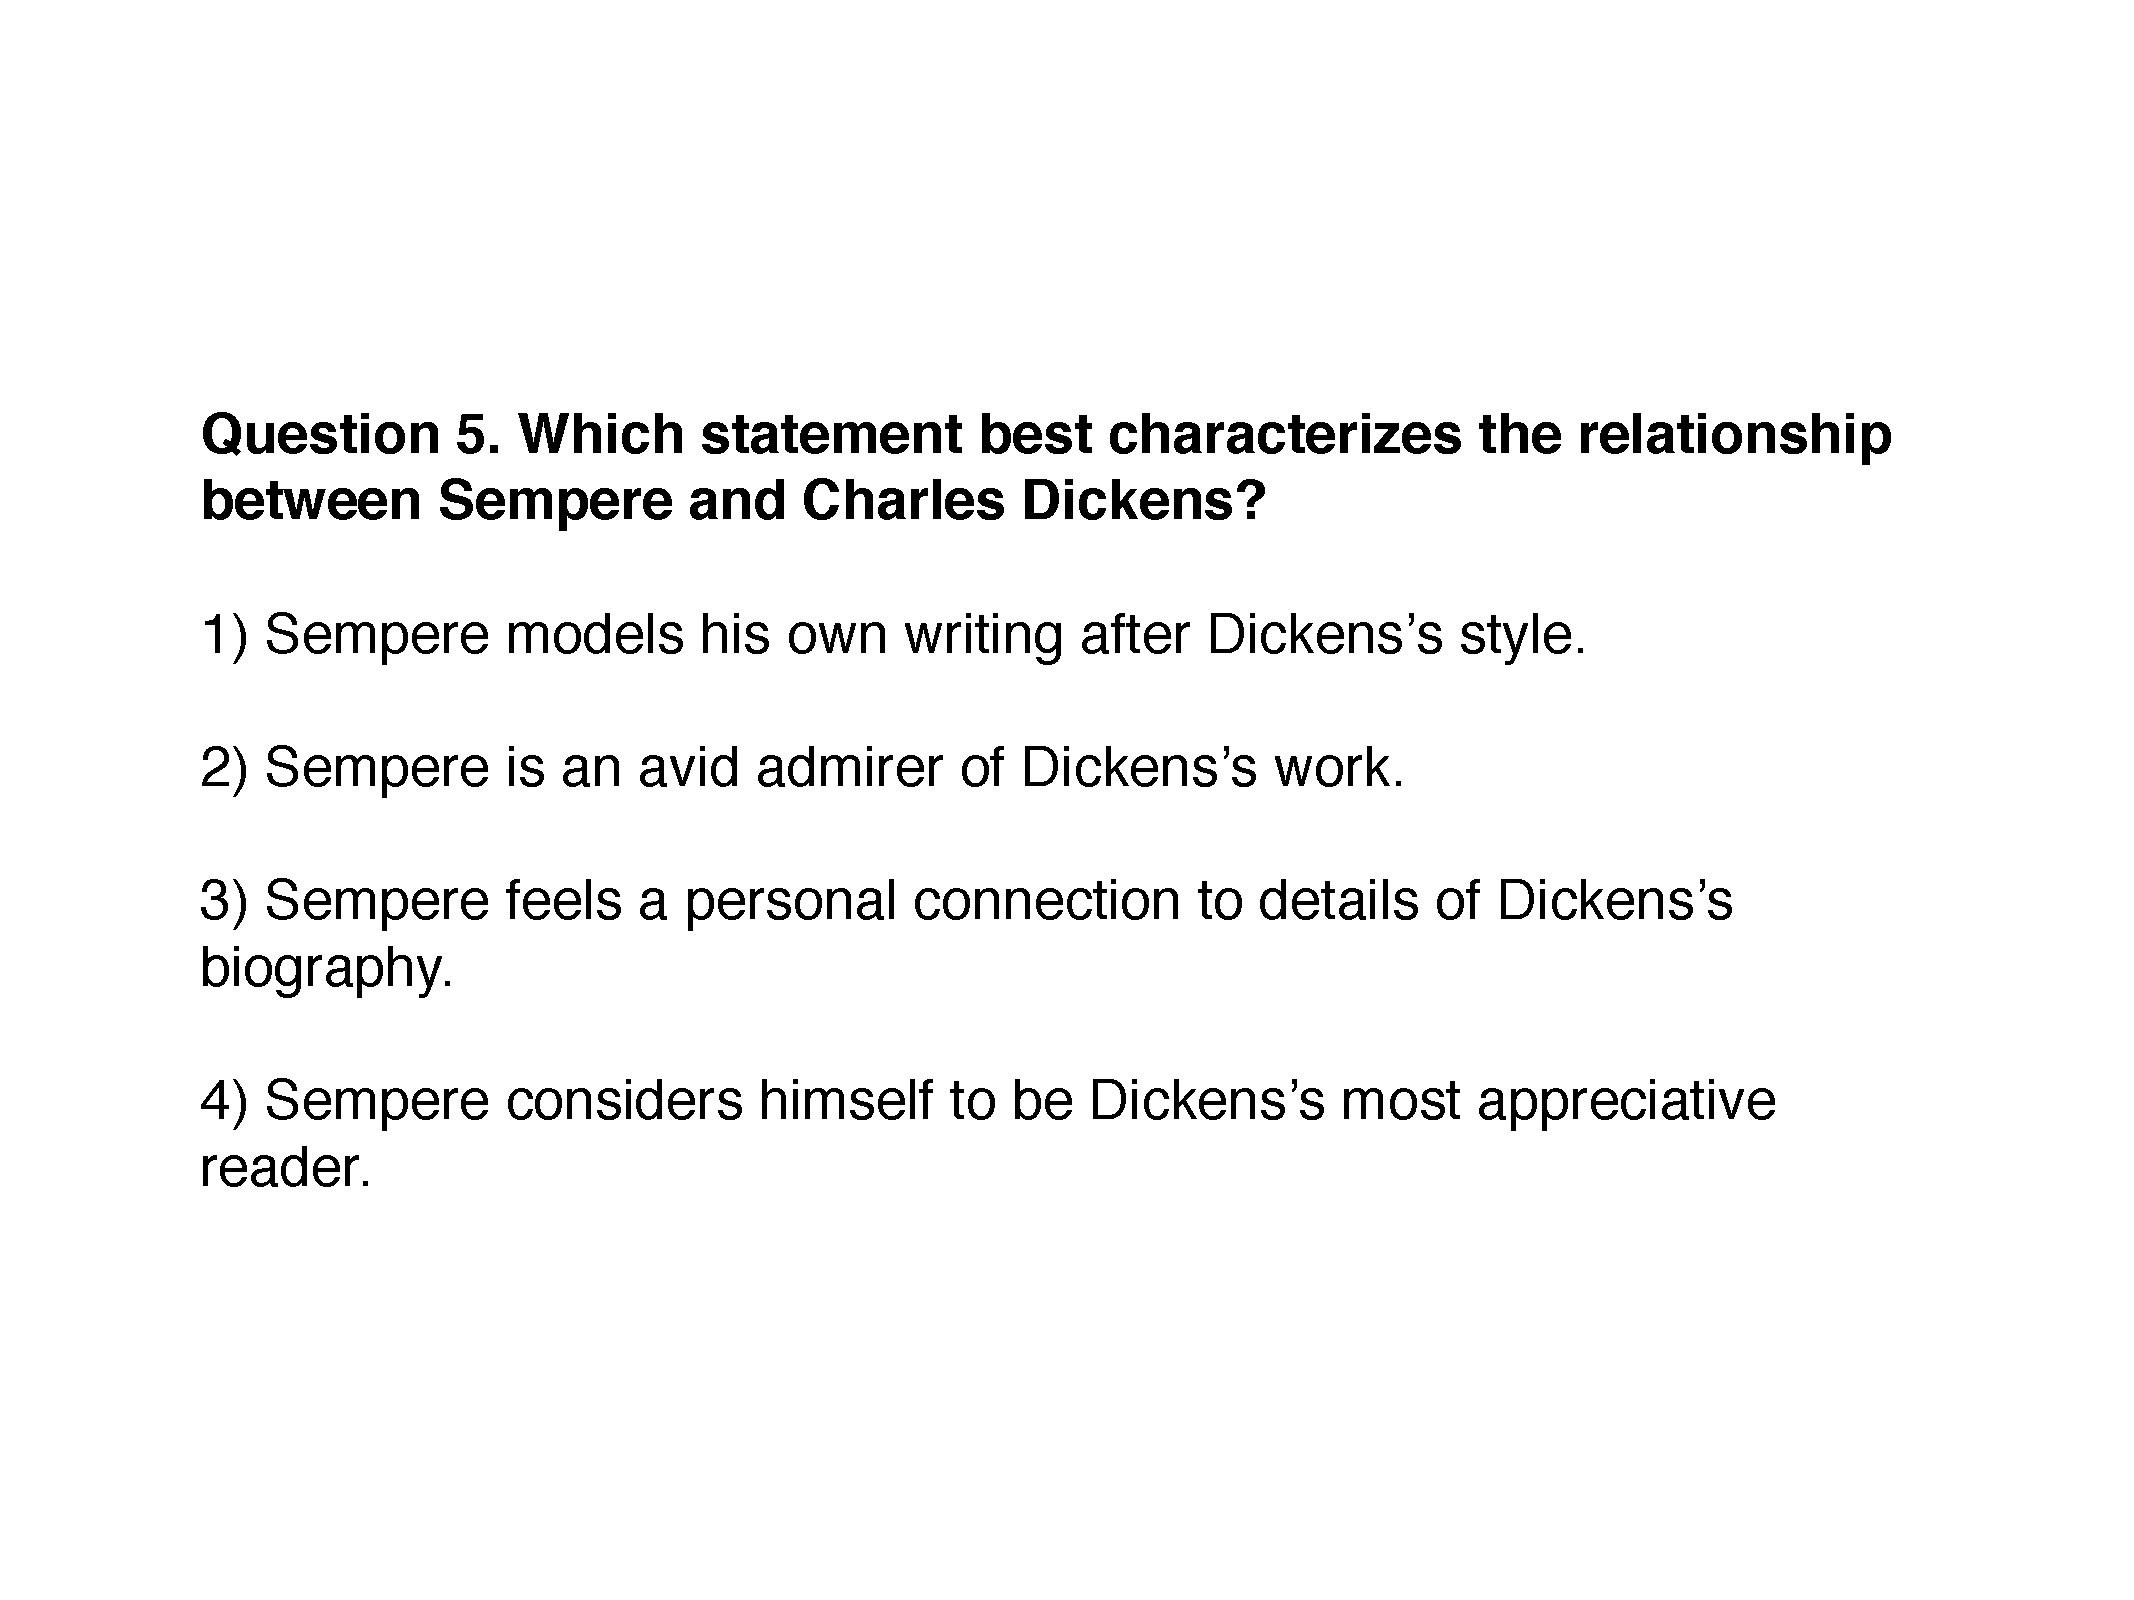 Question 5. Which statement best characterizes the relationship
between Sempere and Charles Dickens?
1) Sempere models his own writing after Dickens’s style.
2) Sempere is an avid admirer of Dickens’s work.
3) Sempere feels a personal connection to details of Dickens’s
biography.
4) Sempere considers himself to be Dickens’s most appreciative
reader.